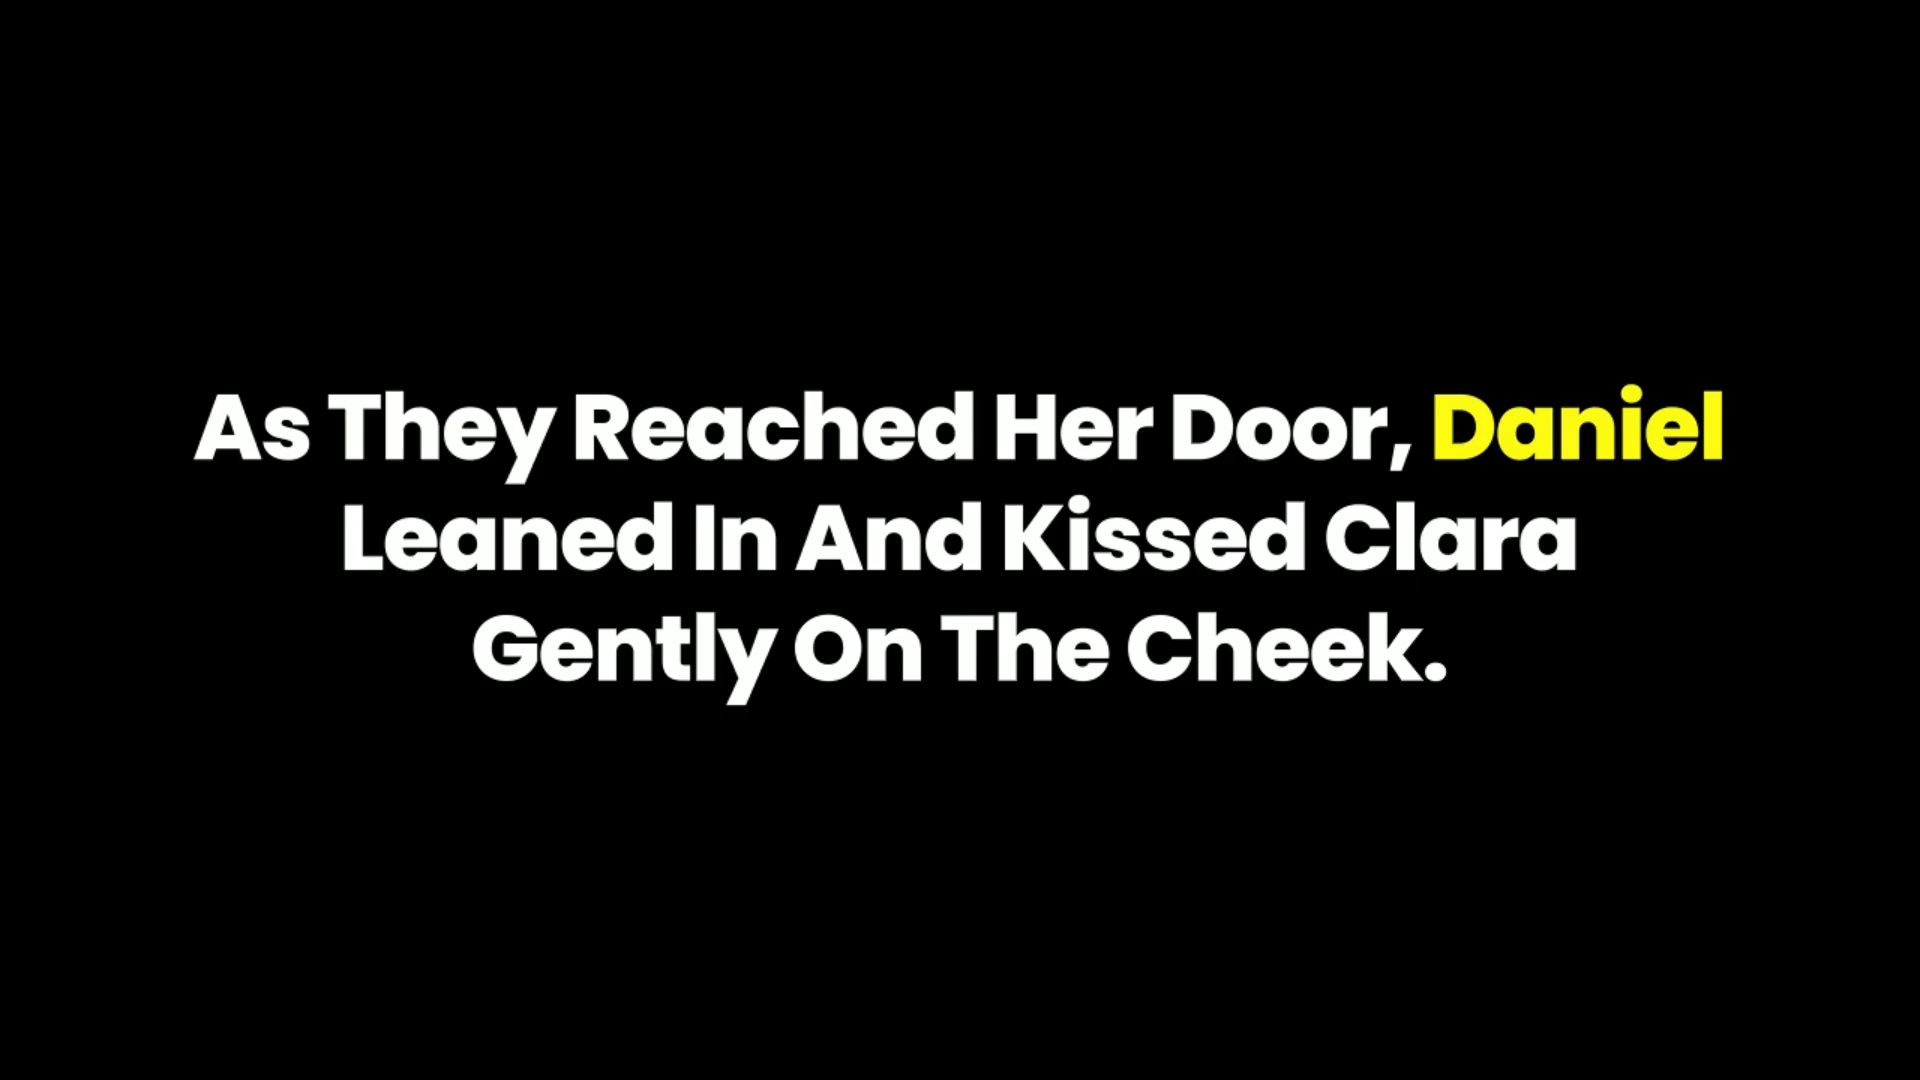 As They Reached Her Door, Daniel
Leaned In And Kissed Clara
Gently On The Cheek.